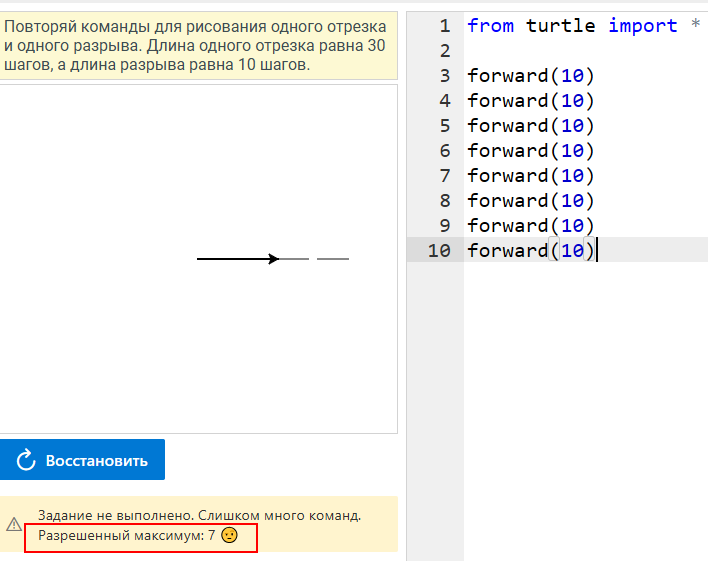 Повторяй команды для рисования одного отрезка
и одного разрыва. Длина одного отрезка равна 30
шагов, а длина разрыва равна 10 шагов.
Восстановить
Задание не выполнено. Слишком много команд.
Разрешенный максимум: 7
1 from turtle import *
2
3 forward(10)
4 forward(10)
5 forward(10)
6 forward(10)
7 forward(10)
8 forward(10)
9 forward(10)
10 forward(10)